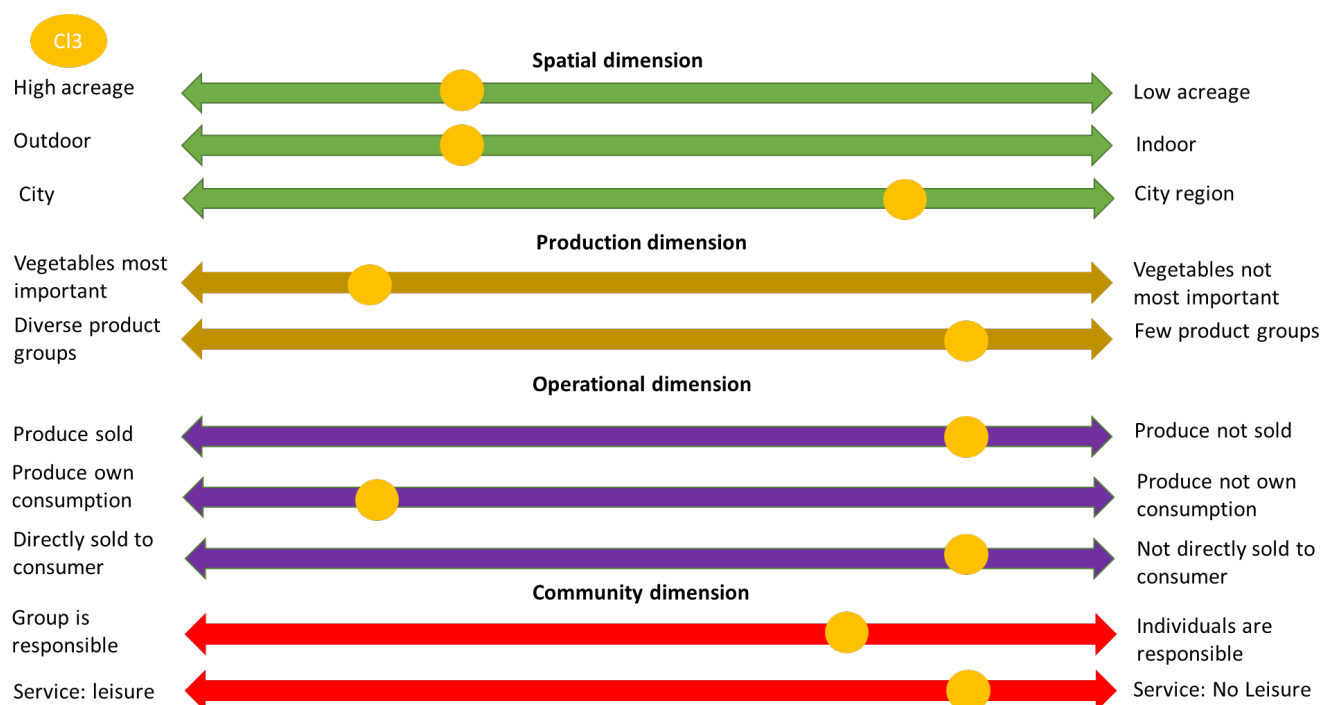 Cl3
Spatial dimension
High acreage
Low acreage
Outdoor
Indoor
City
City region
Production dimension
Vegetables most
important
Vegetables not
most important
Diverse product
groups
Few product groups
Operational dimension
Produce sold
Produce not sold
Produce own
consumption
Produce not own
consumption
Directly sold to
consumer
Not directly sold to
consumer
Community dimension
Group is
responsible
Individuals are
responsible
Service: leisure
Service: No Leisure